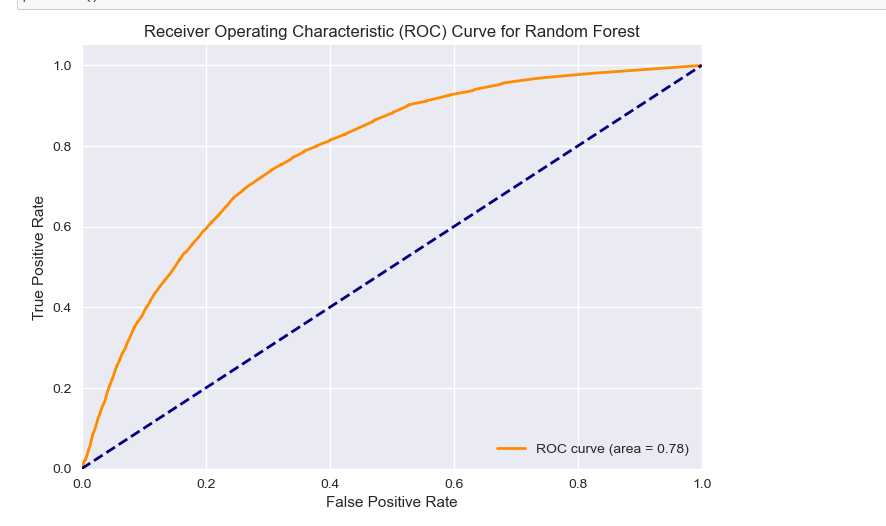 Receiver Operating Characteristic (ROC) Curve for Random Forest
1.0
0.8
0.6
0.4
0.2
0.0
True Positive Rate
ROC curve (area = 0.78)
0.0 0.2 0.4 0.6 0.8 1.0
False Positive Rate